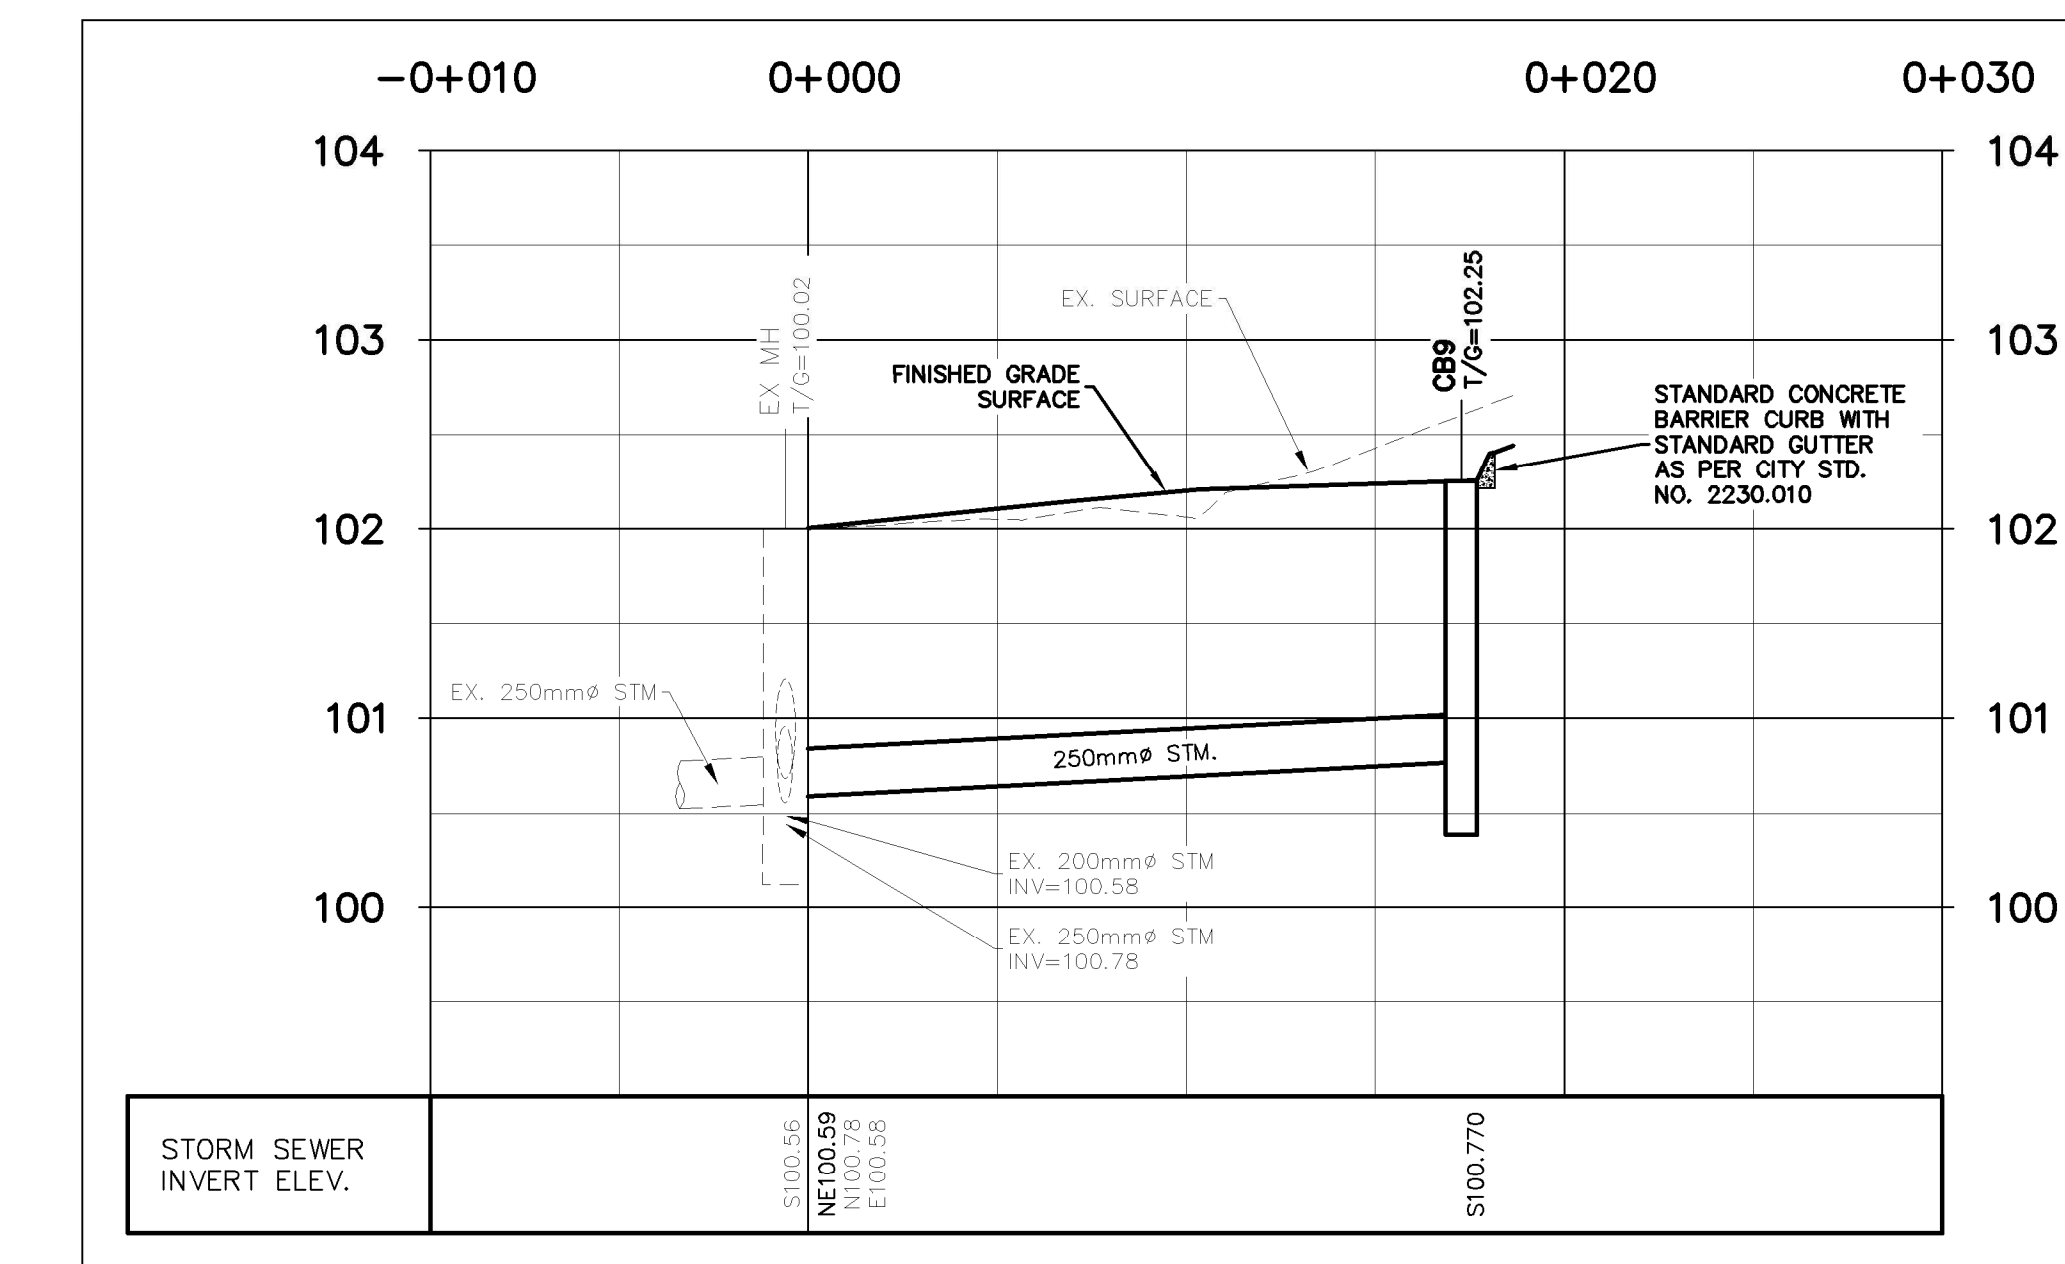 -0+010
0+000
0+020
0+030
104
104
103
103
102
102
101
101
100
100
EX MH
T/G=100.02
EX. SURFACE
FINISHED GRADE
SURFACE
CB9
T/G=102.25
STANDARD CONCRETE
BARRIER CURB WITH
STANDARD GUTTER
AS PER CITY STD.
NO. 2230.010
EX. 250mmø STM
250mmø STM.
EX. 200mmø STM
INV=100.58
EX. 250mmø STM
INV=100.78
STORM SEWER
INVERT ELEV.
S100.56
NE100.59
N100.78
E100.58
S100.770